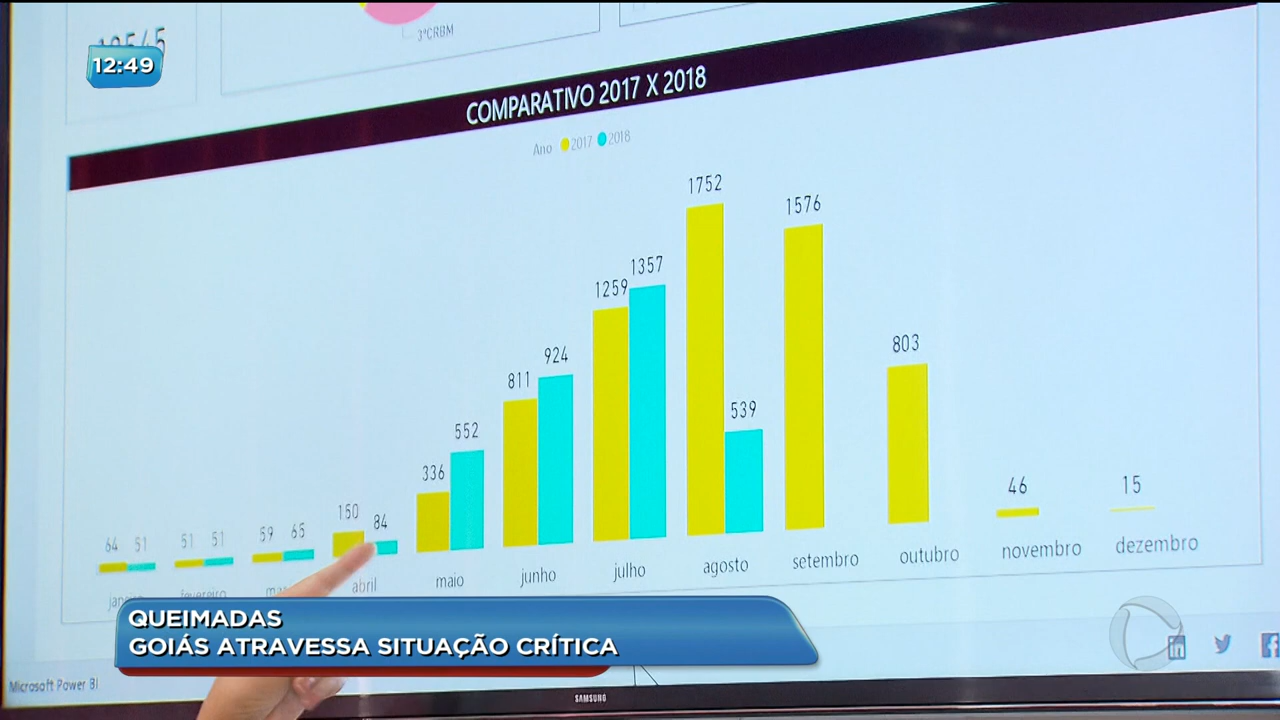 12:49
3ºCRBM
COMPARATIVO 2017 X 2018
Ano 2017 2018
1752
1576
1259 1357
811 924
803
336 552
539
150 84
64 51 51 51 59 65
46 15
abril maio junho julho agosto setembro outubro novembro dezembro
QUEIMADAS
GOIÁS ATRAVESSA SITUAÇÃO CRÍTICA
Microsoft Power BI
SAMSUNG